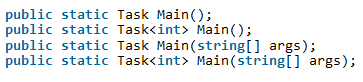 public static Task Main();
public static Task<int> Main();
public static Task Main(string[] args);
public static Task<int> Main(string[] args);